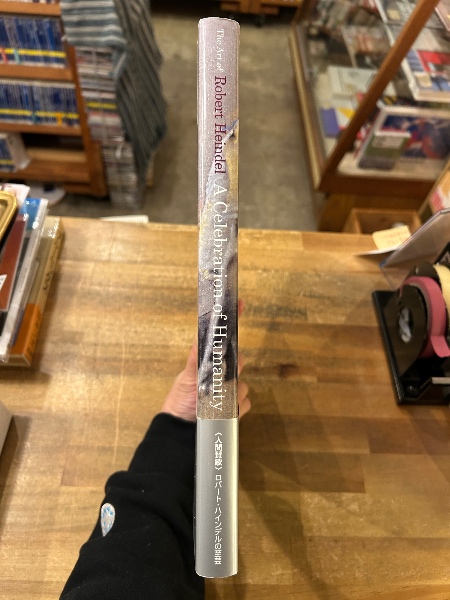 The Art of Robert Heindel A Celebration of Humanity
〈人間賛歌〉 ロバート・ハインデルの芸術